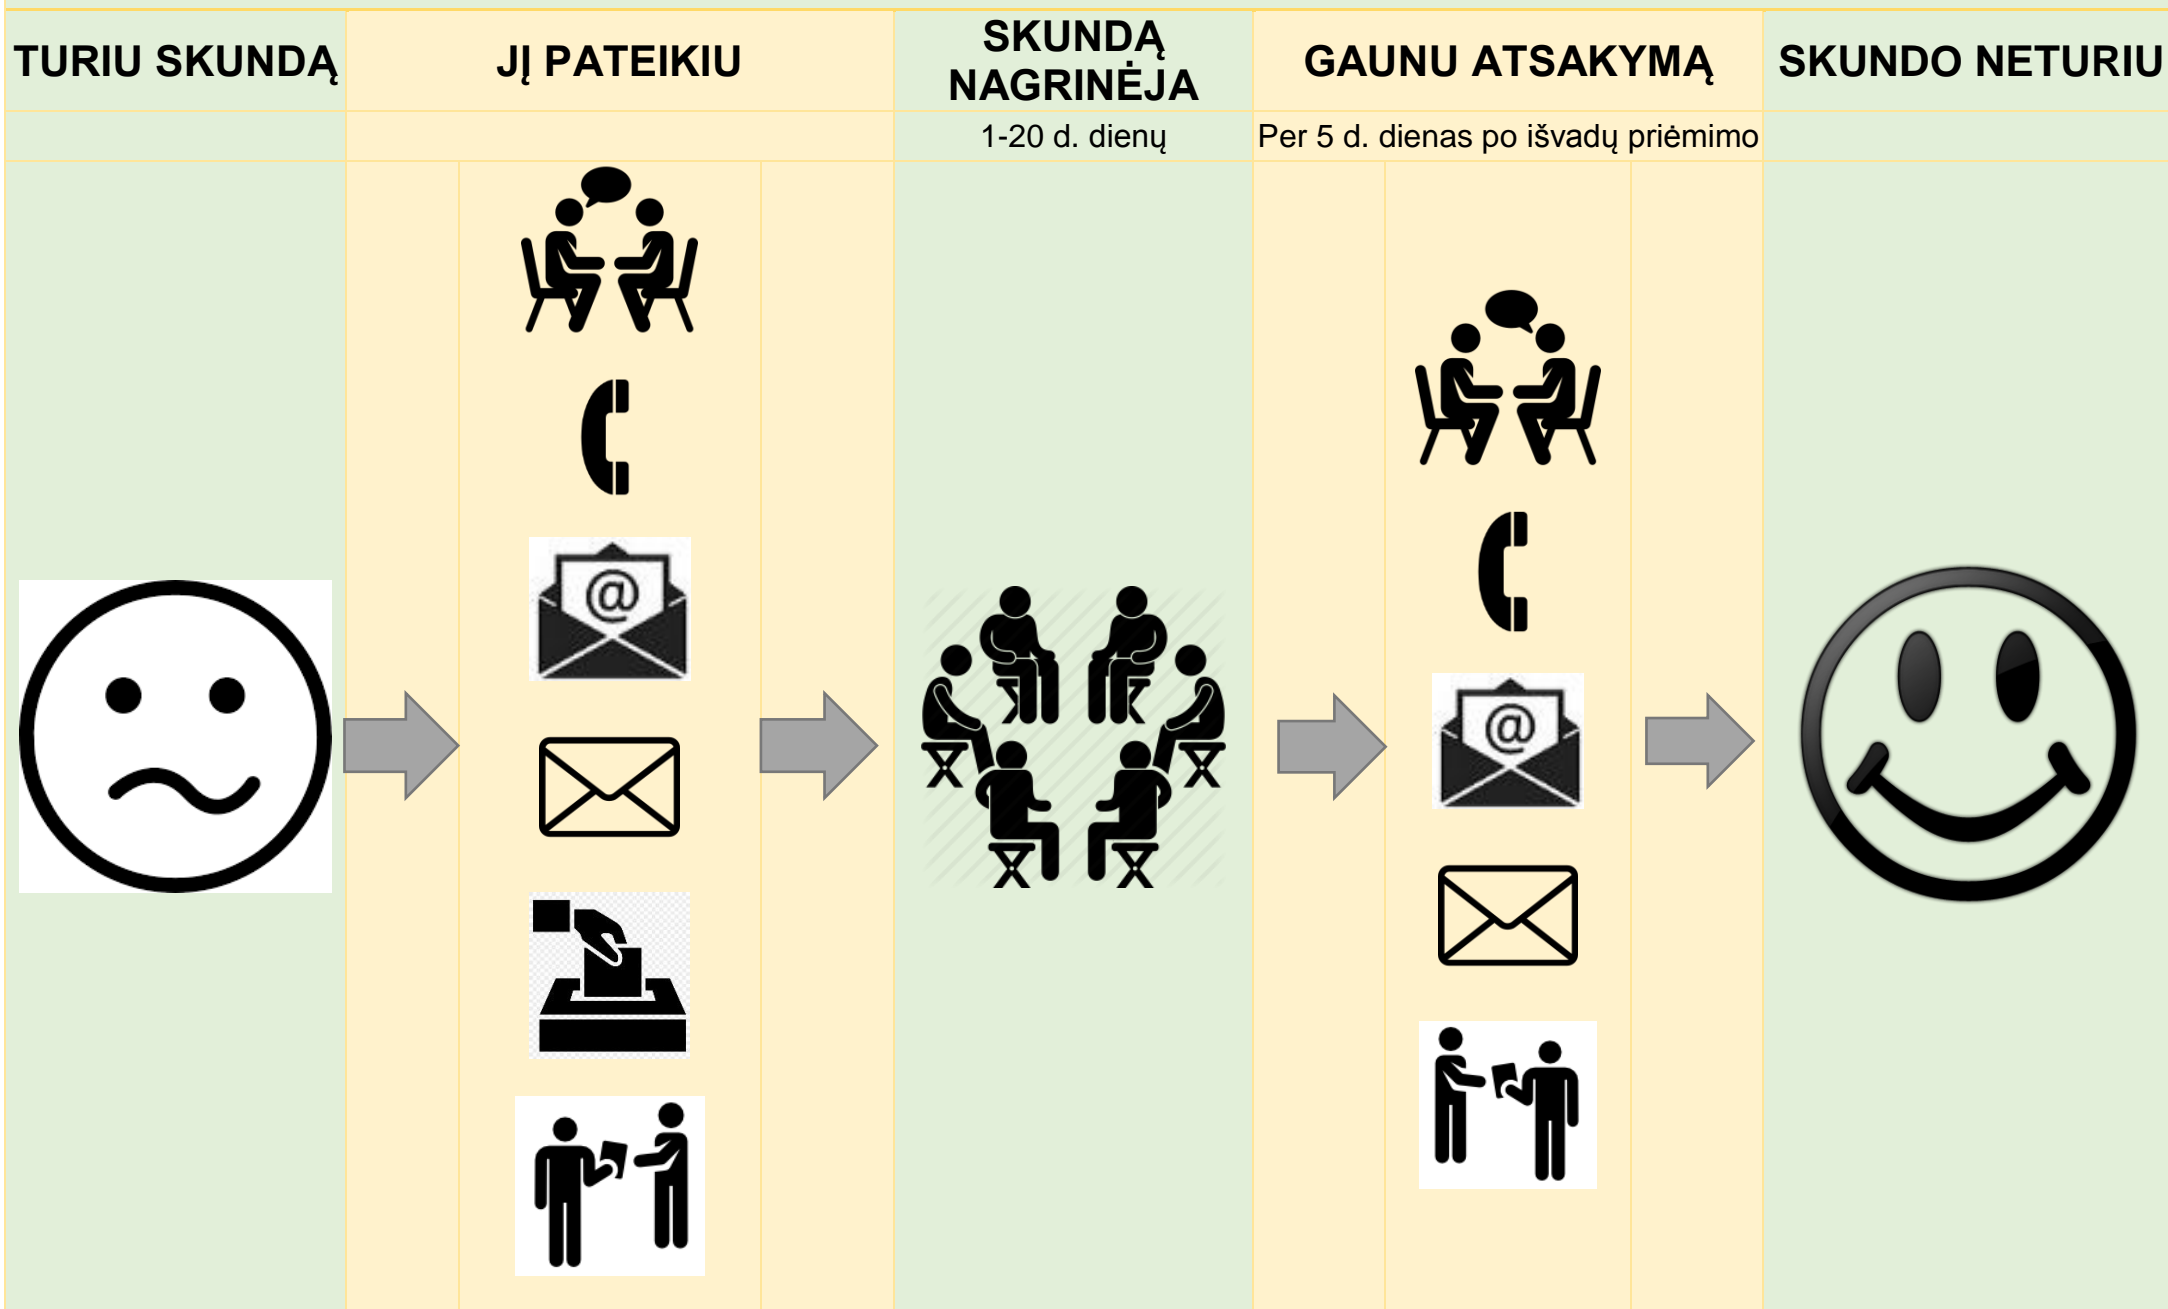 TURIU SKUNDĄ
JĮ PATEIKIU
SKUNDĄ
NAGRINĖJA
GAUNU ATSAKYMĄ
SKUNDO NETURIU
1-20 d. dienų
Per 5 d. dienas po išvadų priėmimo
@
@